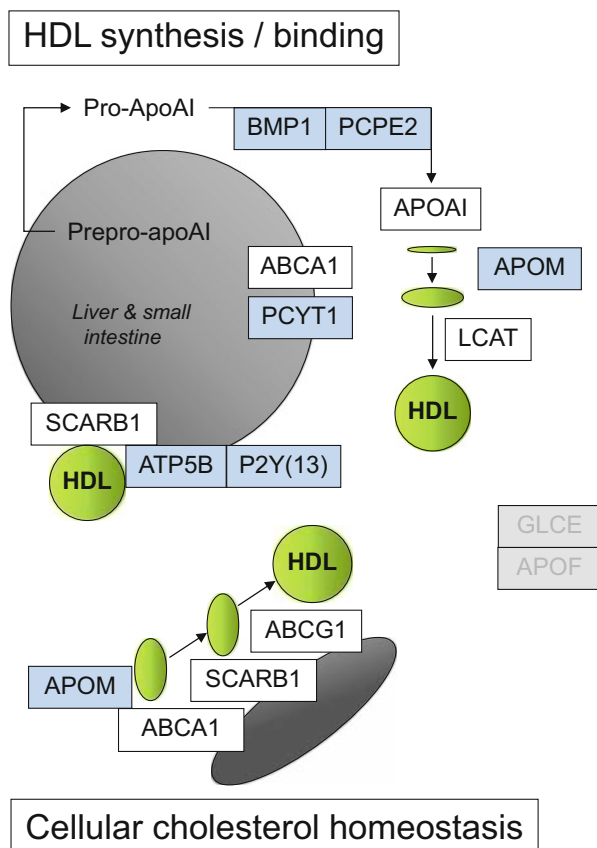 HDL synthesis / binding
Pro-ApoAI
BMP1
PCPE2
APOAI
Prepro-apoAI
ABCA1
APOM
PCYT1
Liver & small
intestine
LCAT
SCARB1
HDL
HDL
ATP5B
P2Y(13)
GLCE
APOF
HDL
ABCG1
SCARB1
APOM
ABCA1
Cellular cholesterol homeostasis